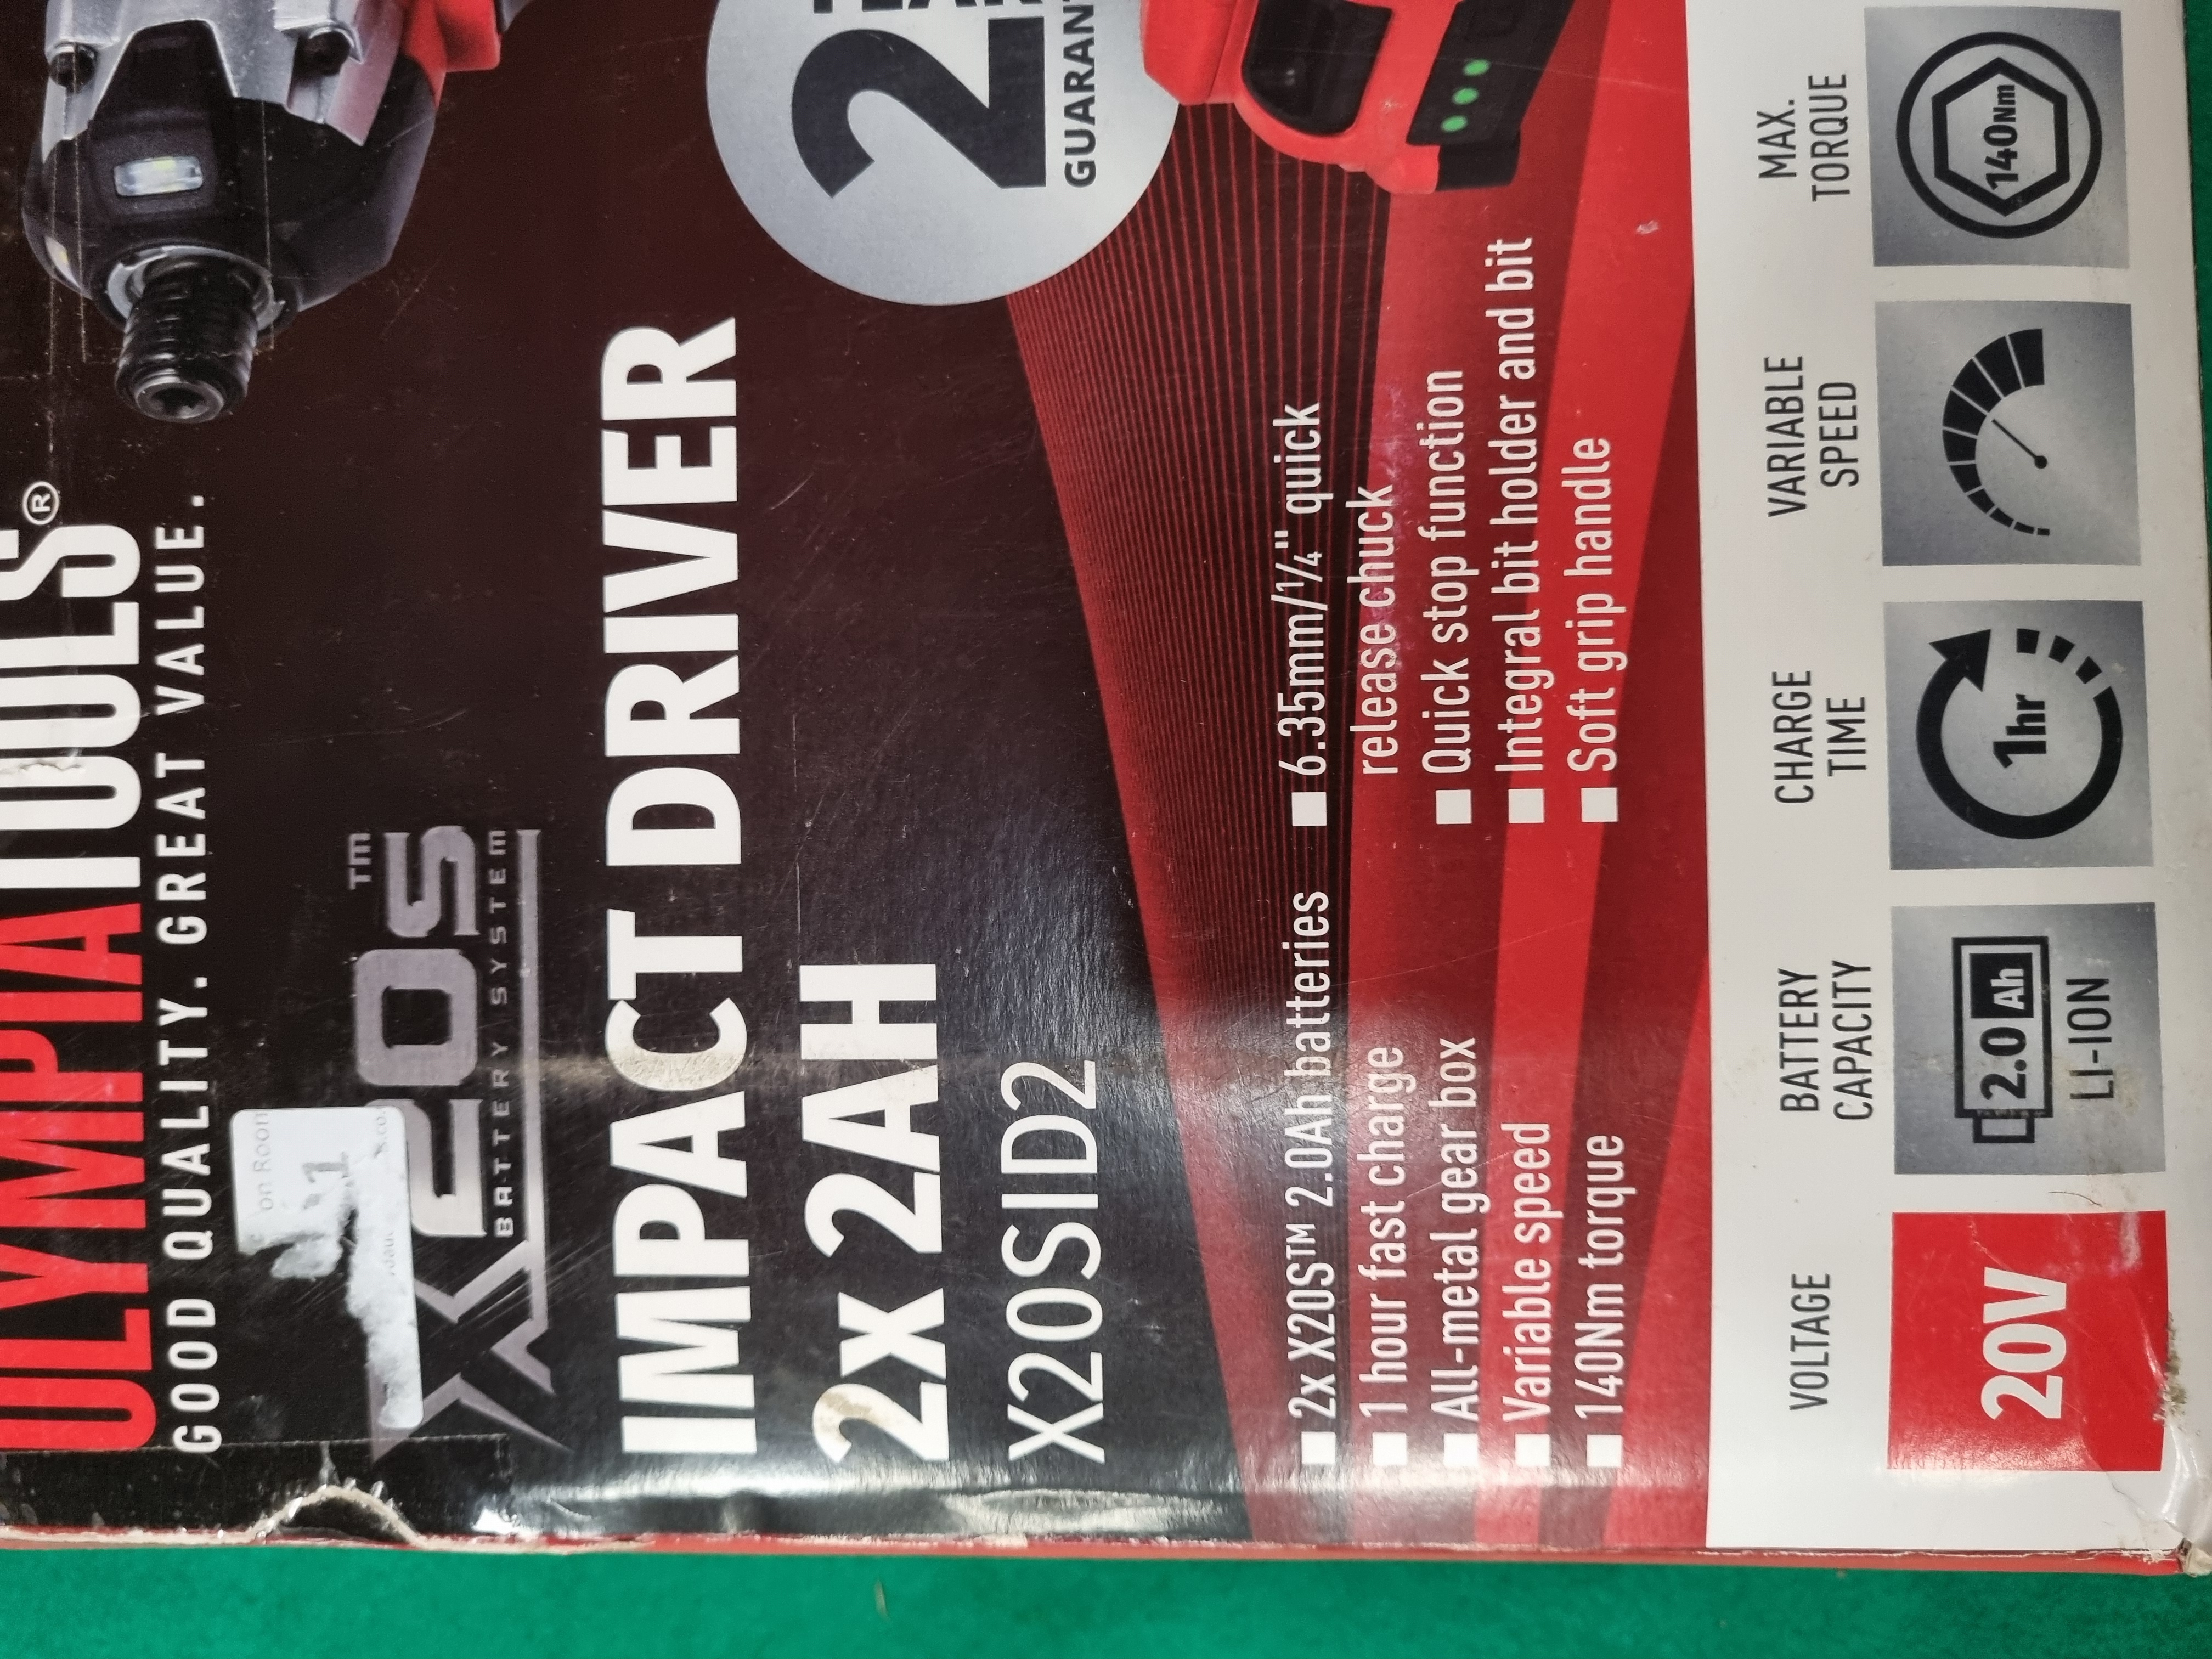 OLYMPIA TOOLS®
GOOD QUALITY. GREAT VALUE.
on Room
X20S™
BATTERY SYSTEM
IMPACT DRIVER
2x 2AH
X20SID2
2
GUARAN
■ 2x X20S™ 2.0Ah batteries
■ 1 hour fast charge
■ All-metal gear box
■ Variable speed
■ 140Nm torque
■ 6.35mm/¼" quick
release chuck
■ Quick stop function
■ Integral bit holder and bit
■ Soft grip handle
VOLTAGE
20V
BATTERY
CAPACITY
2.0 Ah
LI-ION
CHARGE
TIME
1hr
VARIABLE
SPEED
MAX.
TORQUE
140Nm